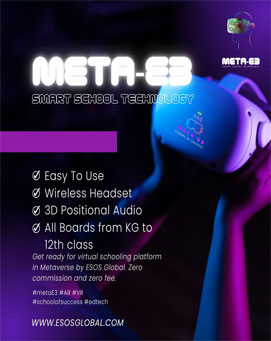 META-E3
META-E3
SMART SCHOOL TECHNOLOGY
Easy To Use
Wireless Headset
3D Positional Audio
All Boards from KG to
12th class
Get ready for virtual schooling platform
in Metaverse by ESOS Global. Zero
commission and zero fee.
#metaE3 #AR #VR
#schoolofsuccess #edtech
WWW.ESOSGLOBAL.COM